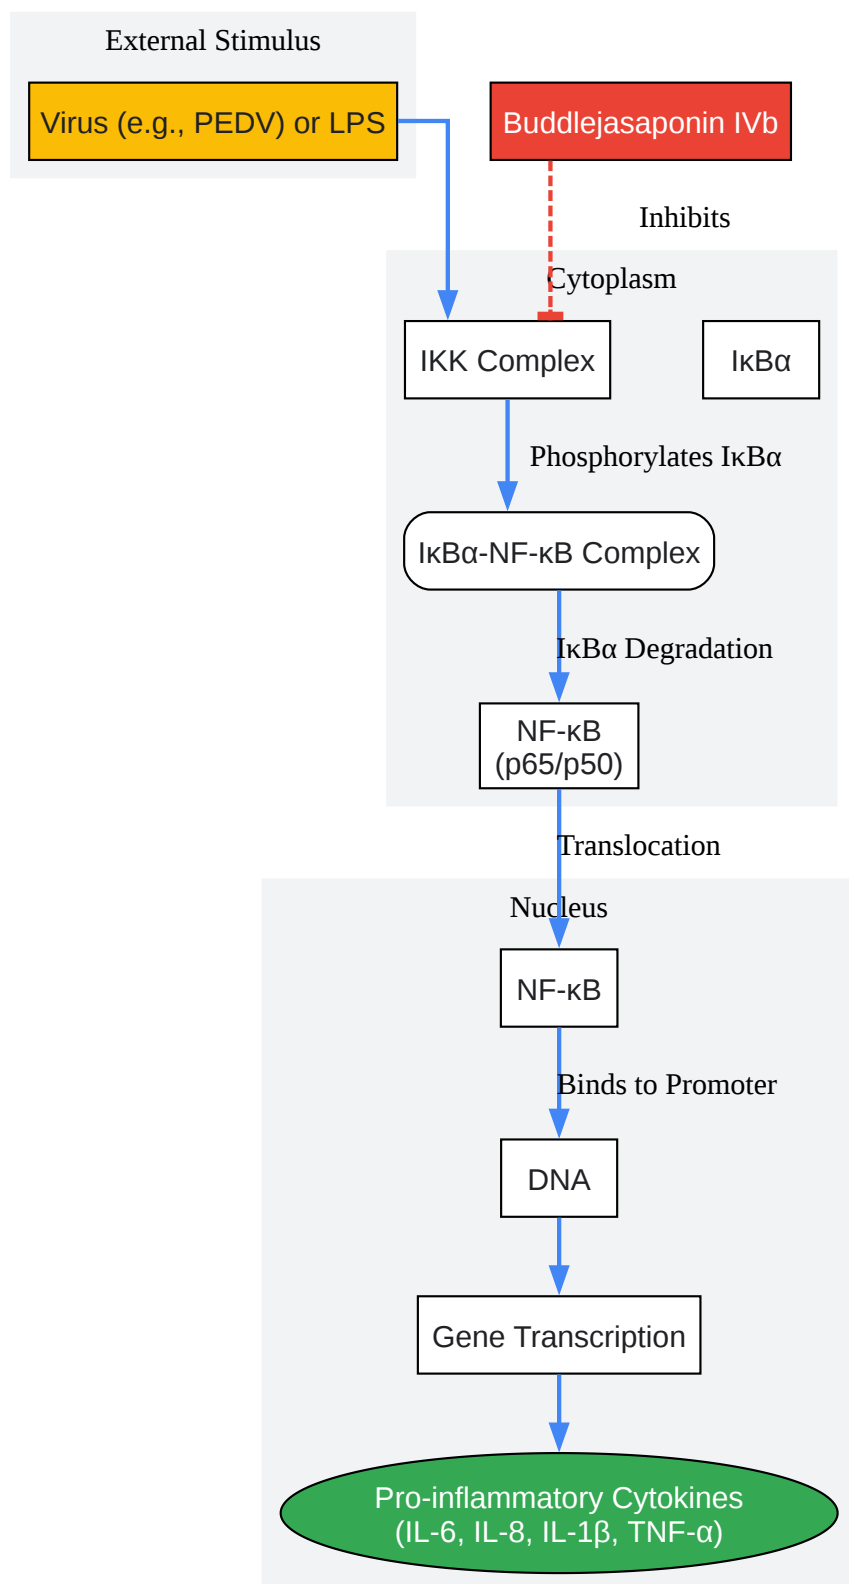 External Stimulus
Virus (e.g., PEDV) or LPS
Buddlejasaponin IVb
Inhibits
Cytoplasm
IKK Complex
IκBα
Phosphorylates IκBα
IκBα-NF-κB Complex
IκBα Degradation
NF-κB
(p65/p50)
Translocation
Nucleus
NF-κB
Binds to Promoter
DNA
Gene Transcription
Pro-inflammatory Cytokines
(IL-6, IL-8, IL-1β, TNF-α)